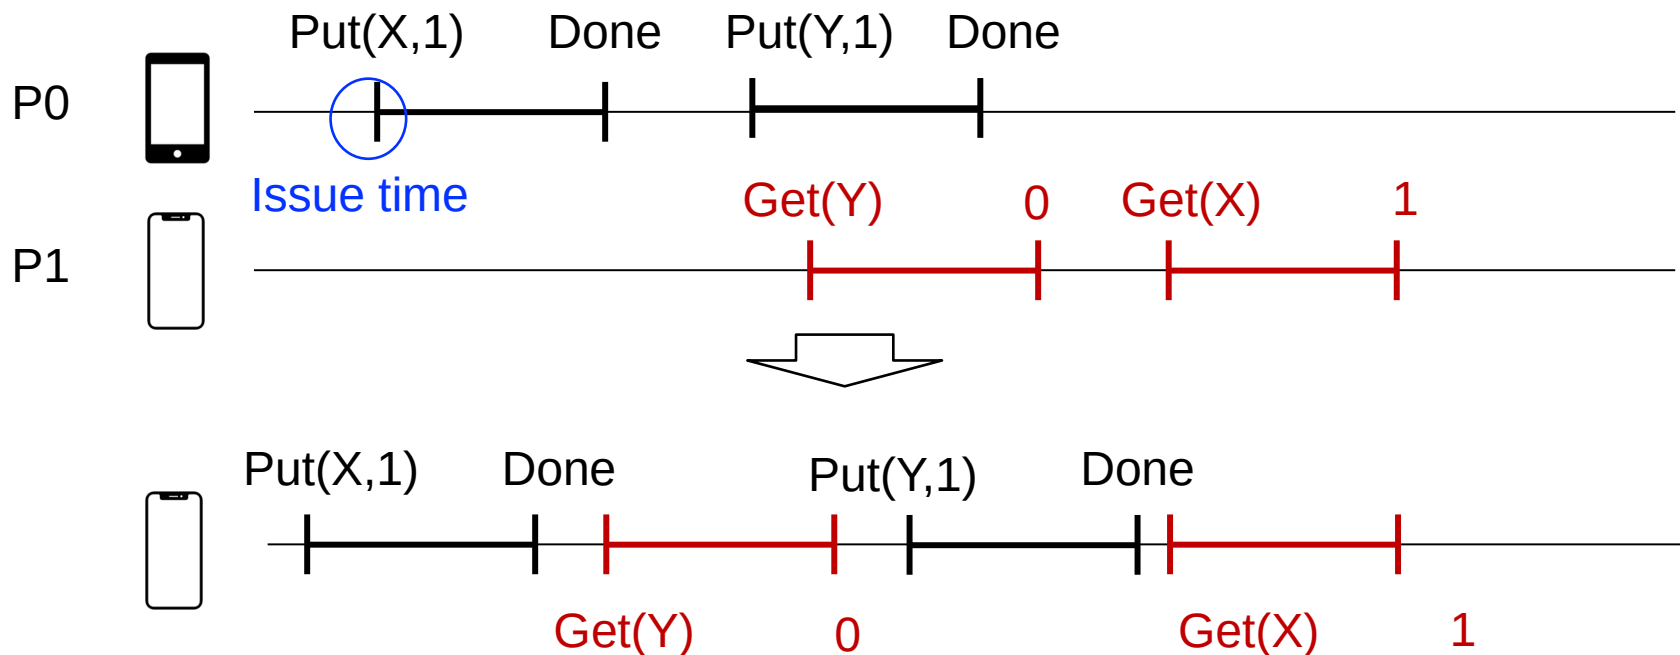 Put(X,1) Done Put(Y,1) Done
P0
Issue time
Get(Y) 0 Get(X) 1
P1
Put(X,1) Done Put(Y,1) Done
Get(Y) 0 Get(X) 1